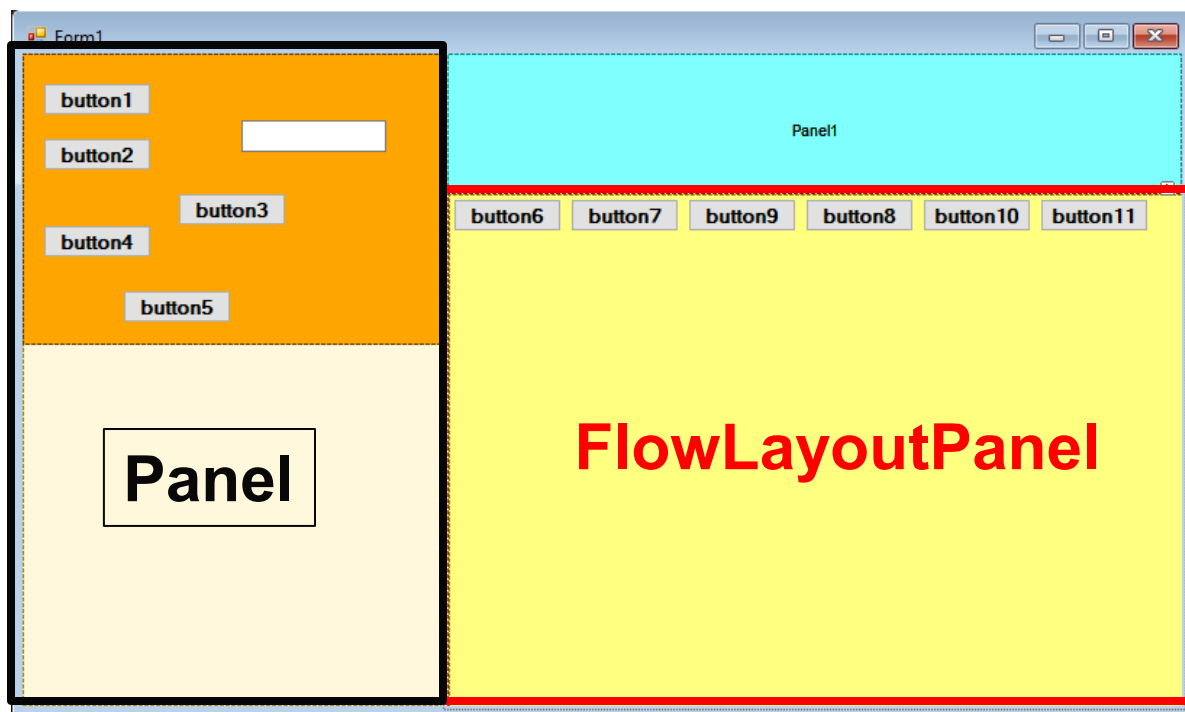 Form1
button1
button2
button3
button4
button5
Panel
Panel1
button6 button7 button9 button8 button10 button11
FlowLayoutPanel